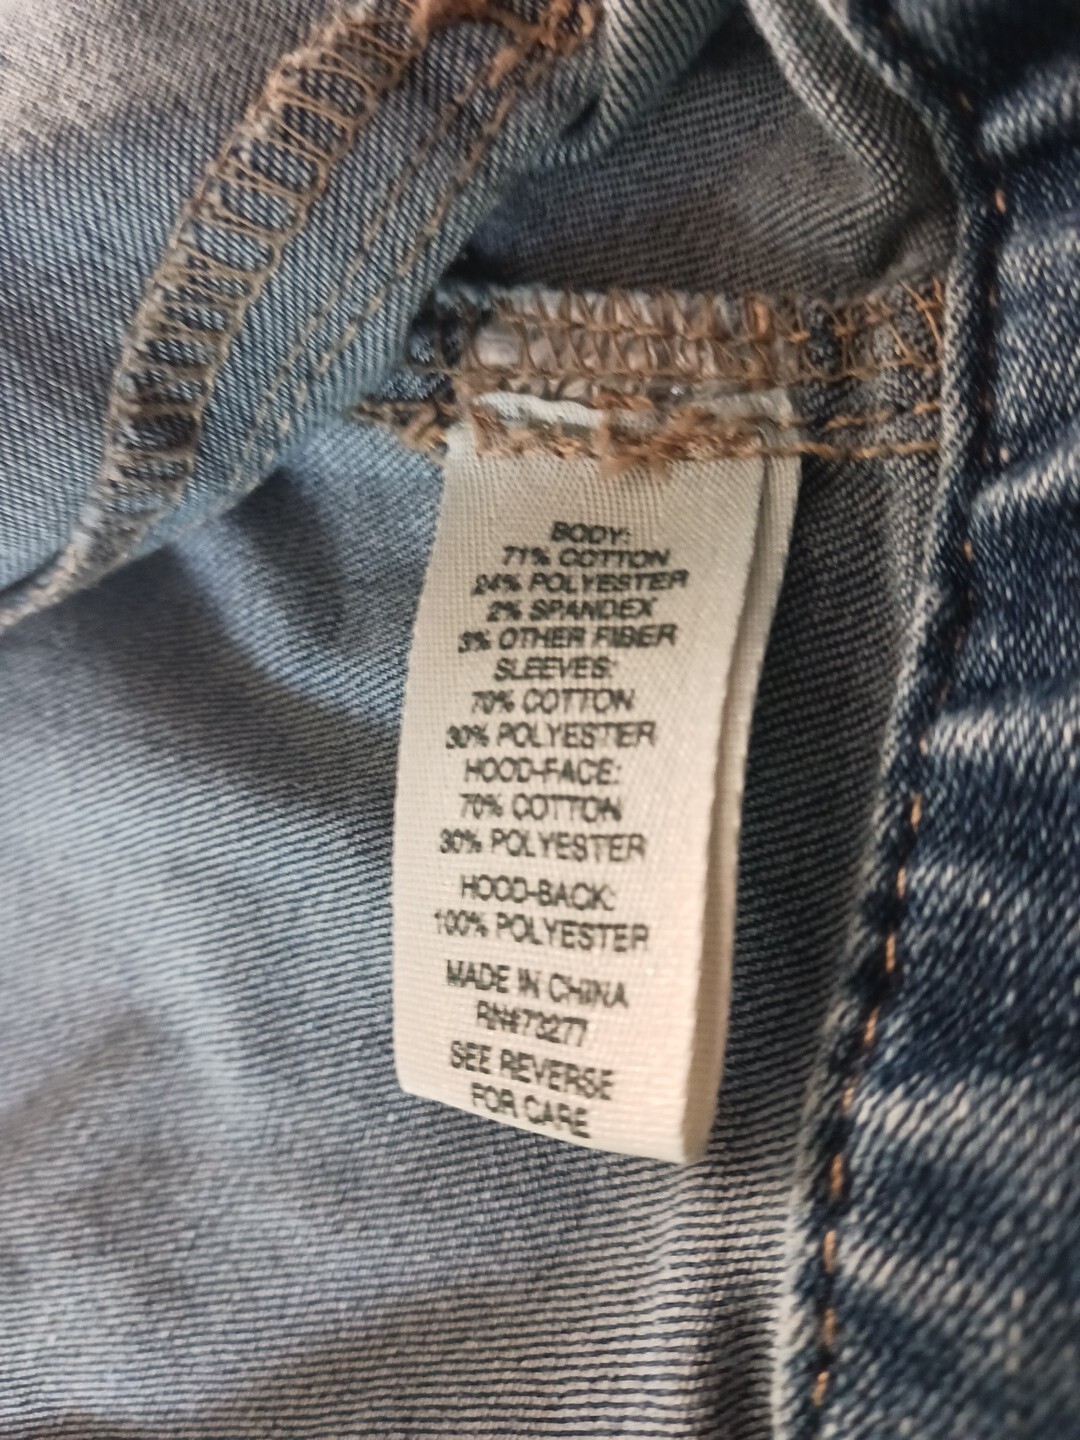 BODY:
71% COTTON
24% POLYESTER
2% SPANDEX
3% OTHER FIBER
SLEEVES:
70% COTTON
30% POLYESTER
HOOD-FACE:
70% COTTON
30% POLYESTER
HOOD-BACK:
100% POLYESTER
MADE IN CHINA
RN#73277
SEE REVERSE
FOR CARE